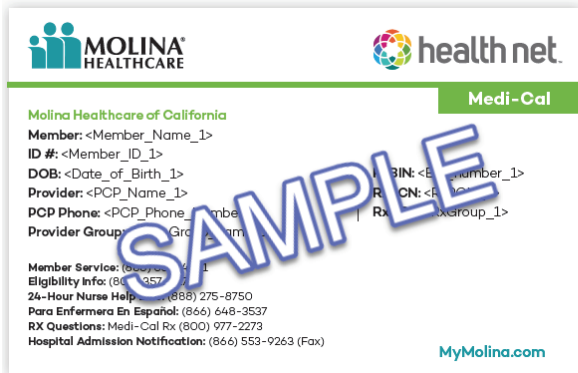 MOLINA®
HEALTHCARE
health net.
Medi-Cal
Molina Healthcare of California
Member: <Member_Name_1>
ID #: <Member_ID_1>
DOB: <Date_of_Birth_1>
Provider: <PCP_Name_1>
PCP Phone: <PCP_Phone_
Provider Group:
SAMPLE
Member Service:
Eligibility Info:
24-Hour Nurse Help (888) 275-8750
Para Enfermera En Español: (866) 648-3537
RX Questions: Medi-Cal Rx (800) 977-2273
Hospital Admission Notification: (866) 553-9263 (Fax)
MyMolina.com